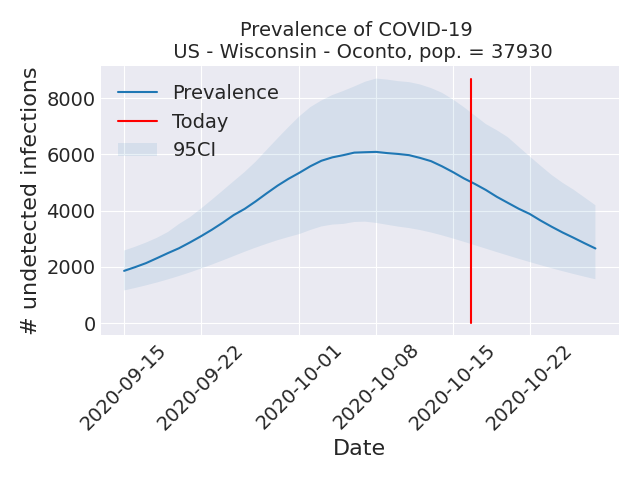 Prevalence of COVID-19
US - Wisconsin - Oconto, pop. = 37930
# undetected infections
8000
6000
4000
2000
0
Prevalence
Today
95CI
2020-09-15
2020-09-22
2020-10-01
2020-10-08
2020-10-15
2020-10-22
Date